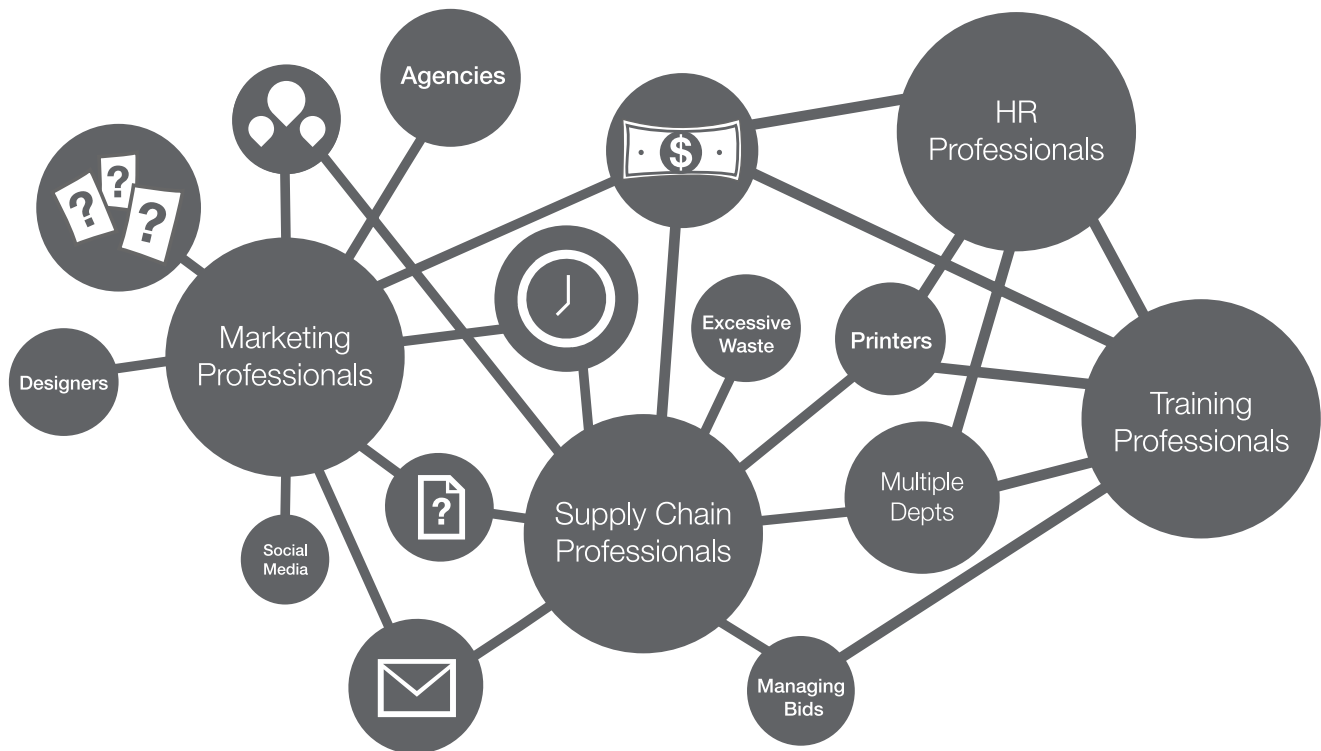 Agencies
HR
Professionals
?
?
?
$
Marketing
Professionals
Excessive
Waste
Printers
Designers
Training
Professionals
Multiple
Depts
?
Supply Chain
Professionals
Social
Media
Managing
Bids